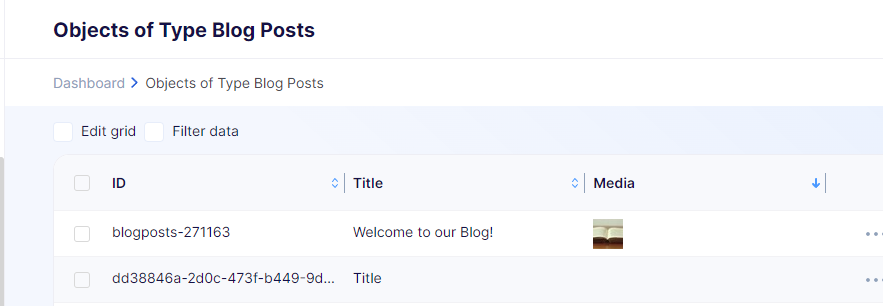 Objects of Type Blog Posts
Dashboard > Objects of Type Blog Posts
Edit grid Filter data
ID Title Media
blogposts-271163 Welcome to our Blog!
dd38846a-2d0c-473f-b449-9d... Title